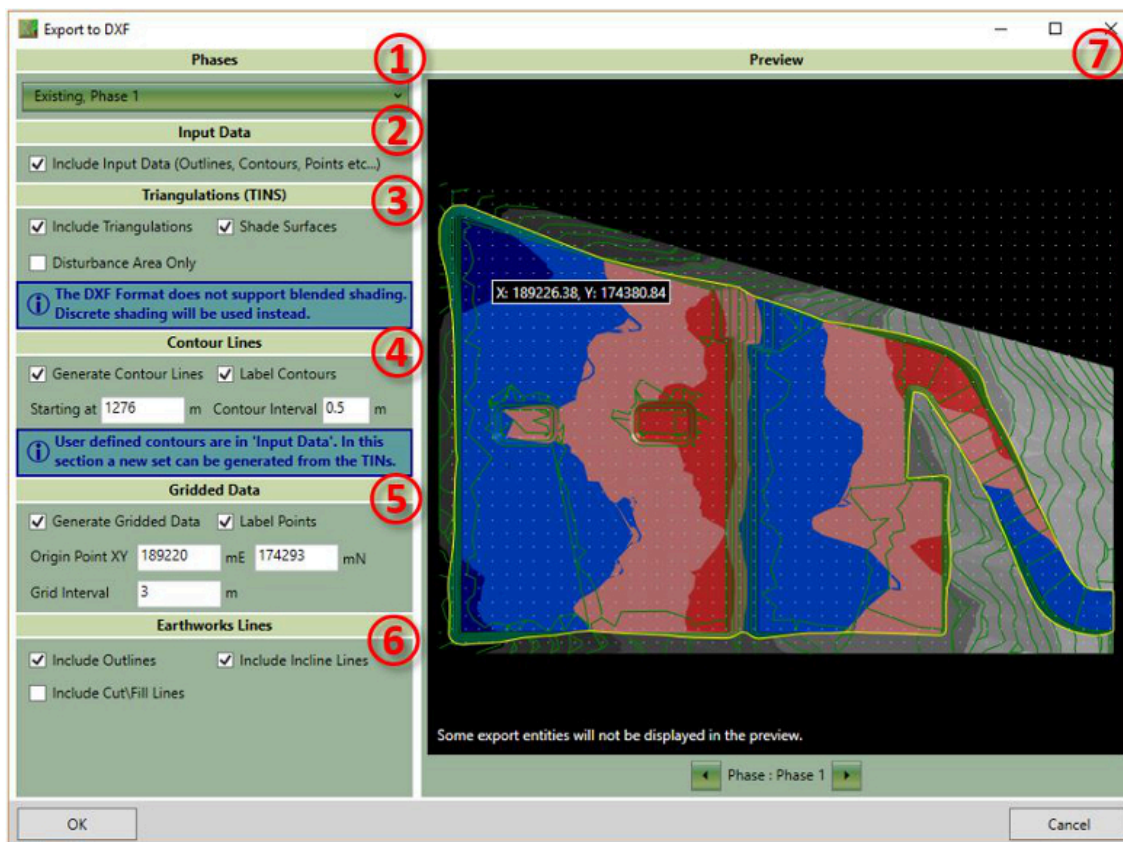 Export to DXF
Phases
1
Existing, Phase 1
2
Input Data
Include Input Data (Outlines, Contours, Points etc...)
Triangulations (TINS)
3
Include Triangulations Shade Surfaces
Disturbance Area Only
The DXF Format does not support blended shading.
Discrete shading will be used instead.
Contour Lines
4
Generate Contour Lines Label Contours
Starting at 1276 m Contour Interval 0.5 m
User defined contours are in 'Input Data'. In this
section a new set can be generated from the TINs.
Gridded Data
5
Generate Gridded Data Label Points
Origin Point XY 189220 mE 174293 mN
Grid Interval 3 m
Earthworks Lines
6
Include Outlines Include Incline Lines
Include Cut\Fill Lines
Preview
7
X: 189226.38, Y: 174380.84
Some export entities will not be displayed in the preview.
Phase : Phase 1
OK
Cancel